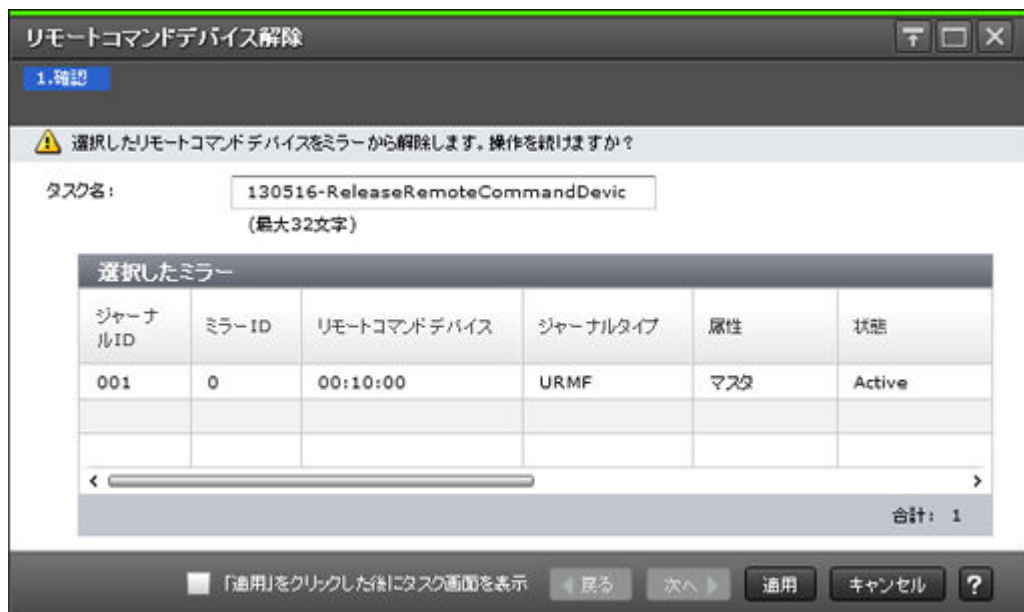 リモートコマンドデバイス解除
1.確認
選択したリモートコマンドデバイスをミラーから解除します。操作を続けますか?
タスク名:
130516-ReleaseRemoteCommandDevic
(最大32文字)
選択したミラー
ジャーナ
ルID
ミラーID
リモートコマンドデバイス
ジャーナルタイプ
属性
状態
001 0 00:10:00 URMF マスタ Active
合計: 1
「適用」をクリックした後にタスク画面を表示 戻る 次へ 適用 キャンセル ?